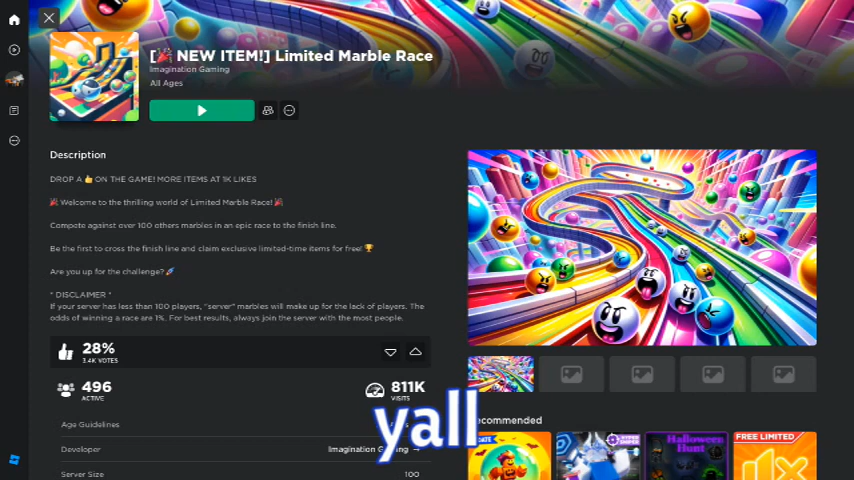 [🎉 NEW ITEM!] Limited Marble Race
Imagination Gaming
All Ages
Description
DROP A 👍 ON THE GAME! MORE ITEMS AT 1K LIKES
🎉 Welcome to the thrilling world of Limited Marble Race! 🎉
Compete against over 100 others marbles in an epic race to the finish line.
Be the first to cross the finish line and claim exclusive limited-time items for free! 🏆
Are you up for the challenge? 🚀
* DISCLAIMER *
If your server has less than 100 players, "server" marbles will make up for the lack of players. The
odds of winning a race are 1%. For best results, always join the server with the most people.
28%
3.4K VOTES
496
ACTIVE
811K
VISITS
yall
Age Guidelines
Developer
Imagination Gaming →
Server Size
100
ecommended
DATE
HYPER
Halloween
Hunt
FREE LIMITED